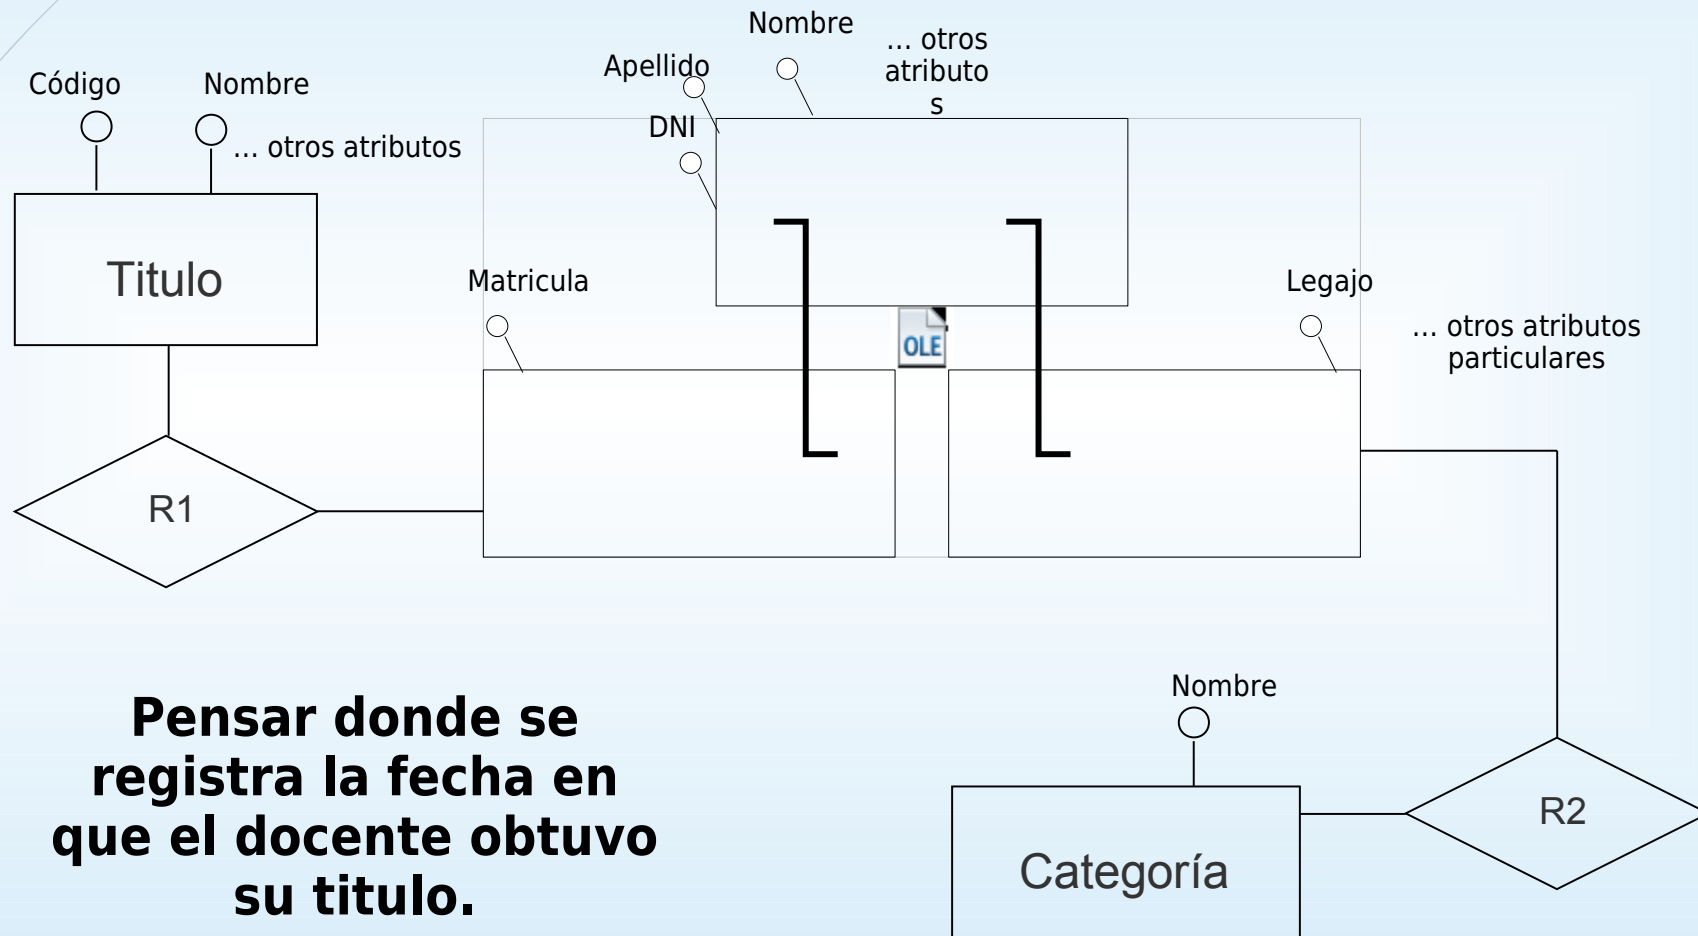 Nombre
... otros
atributo
s
Apellido
Código
Nombre
DNI
... otros atributos
Titulo
Matricula
Legajo
... otros atributos
particulares
OLE
R1
Nombre
Pensar donde se
registra la fecha en
que el docente obtuvo
su titulo.
R2
Categoría